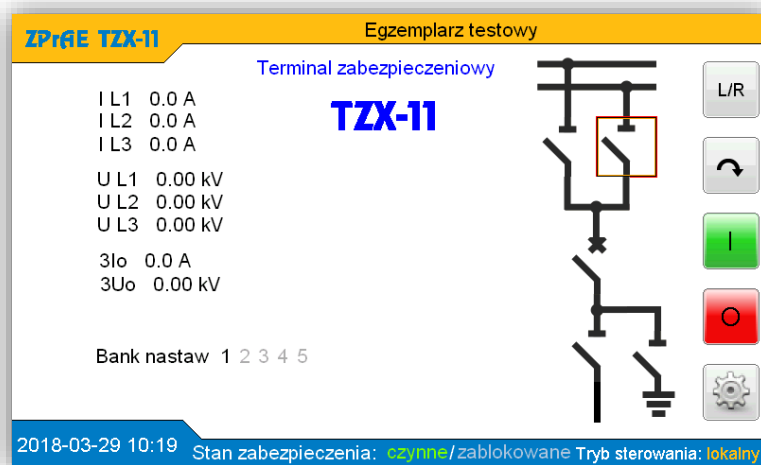 ZPrAE TZX-11
Egzemplarz testowy
Terminal zabezpieczeniowy
TZX-11
I L1 0.0 A
I L2 0.0 A
I L3 0.0 A
U L1 0.00 kV
U L2 0.00 kV
U L3 0.00 kV
3Io 0.0 A
3Uo 0.00 kV
Bank nastaw 1 2 3 4 5
L/R
I
O
2018-03-29 10:19
Stan zabezpieczenia: czynne/zablokowane Tryb sterowania: lokalny